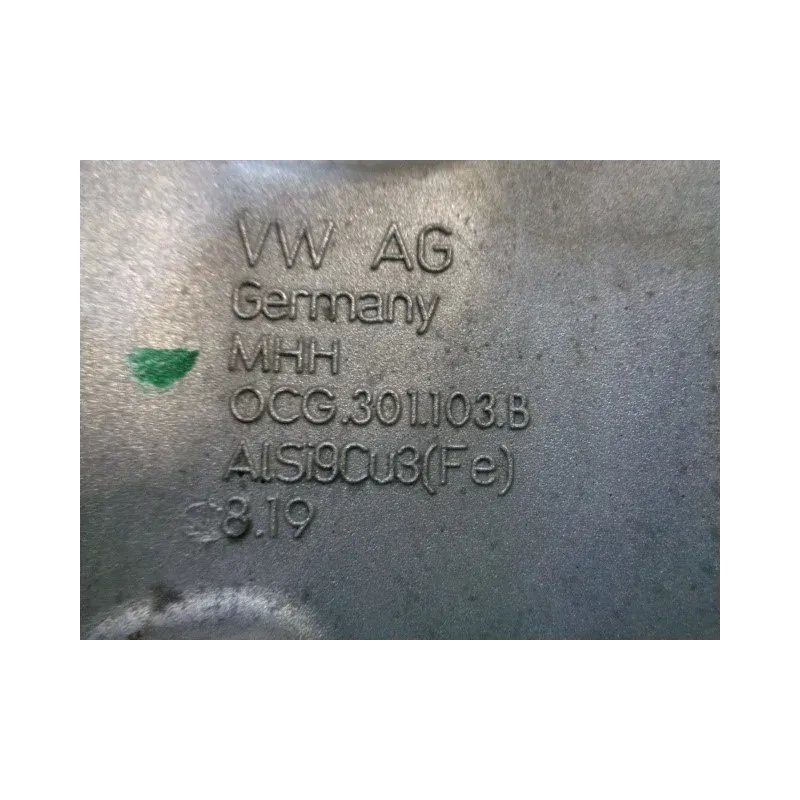 VW AG
Germany
MHH
0CG.301.103.B
AlSi9Cu3(Fe)
8.19